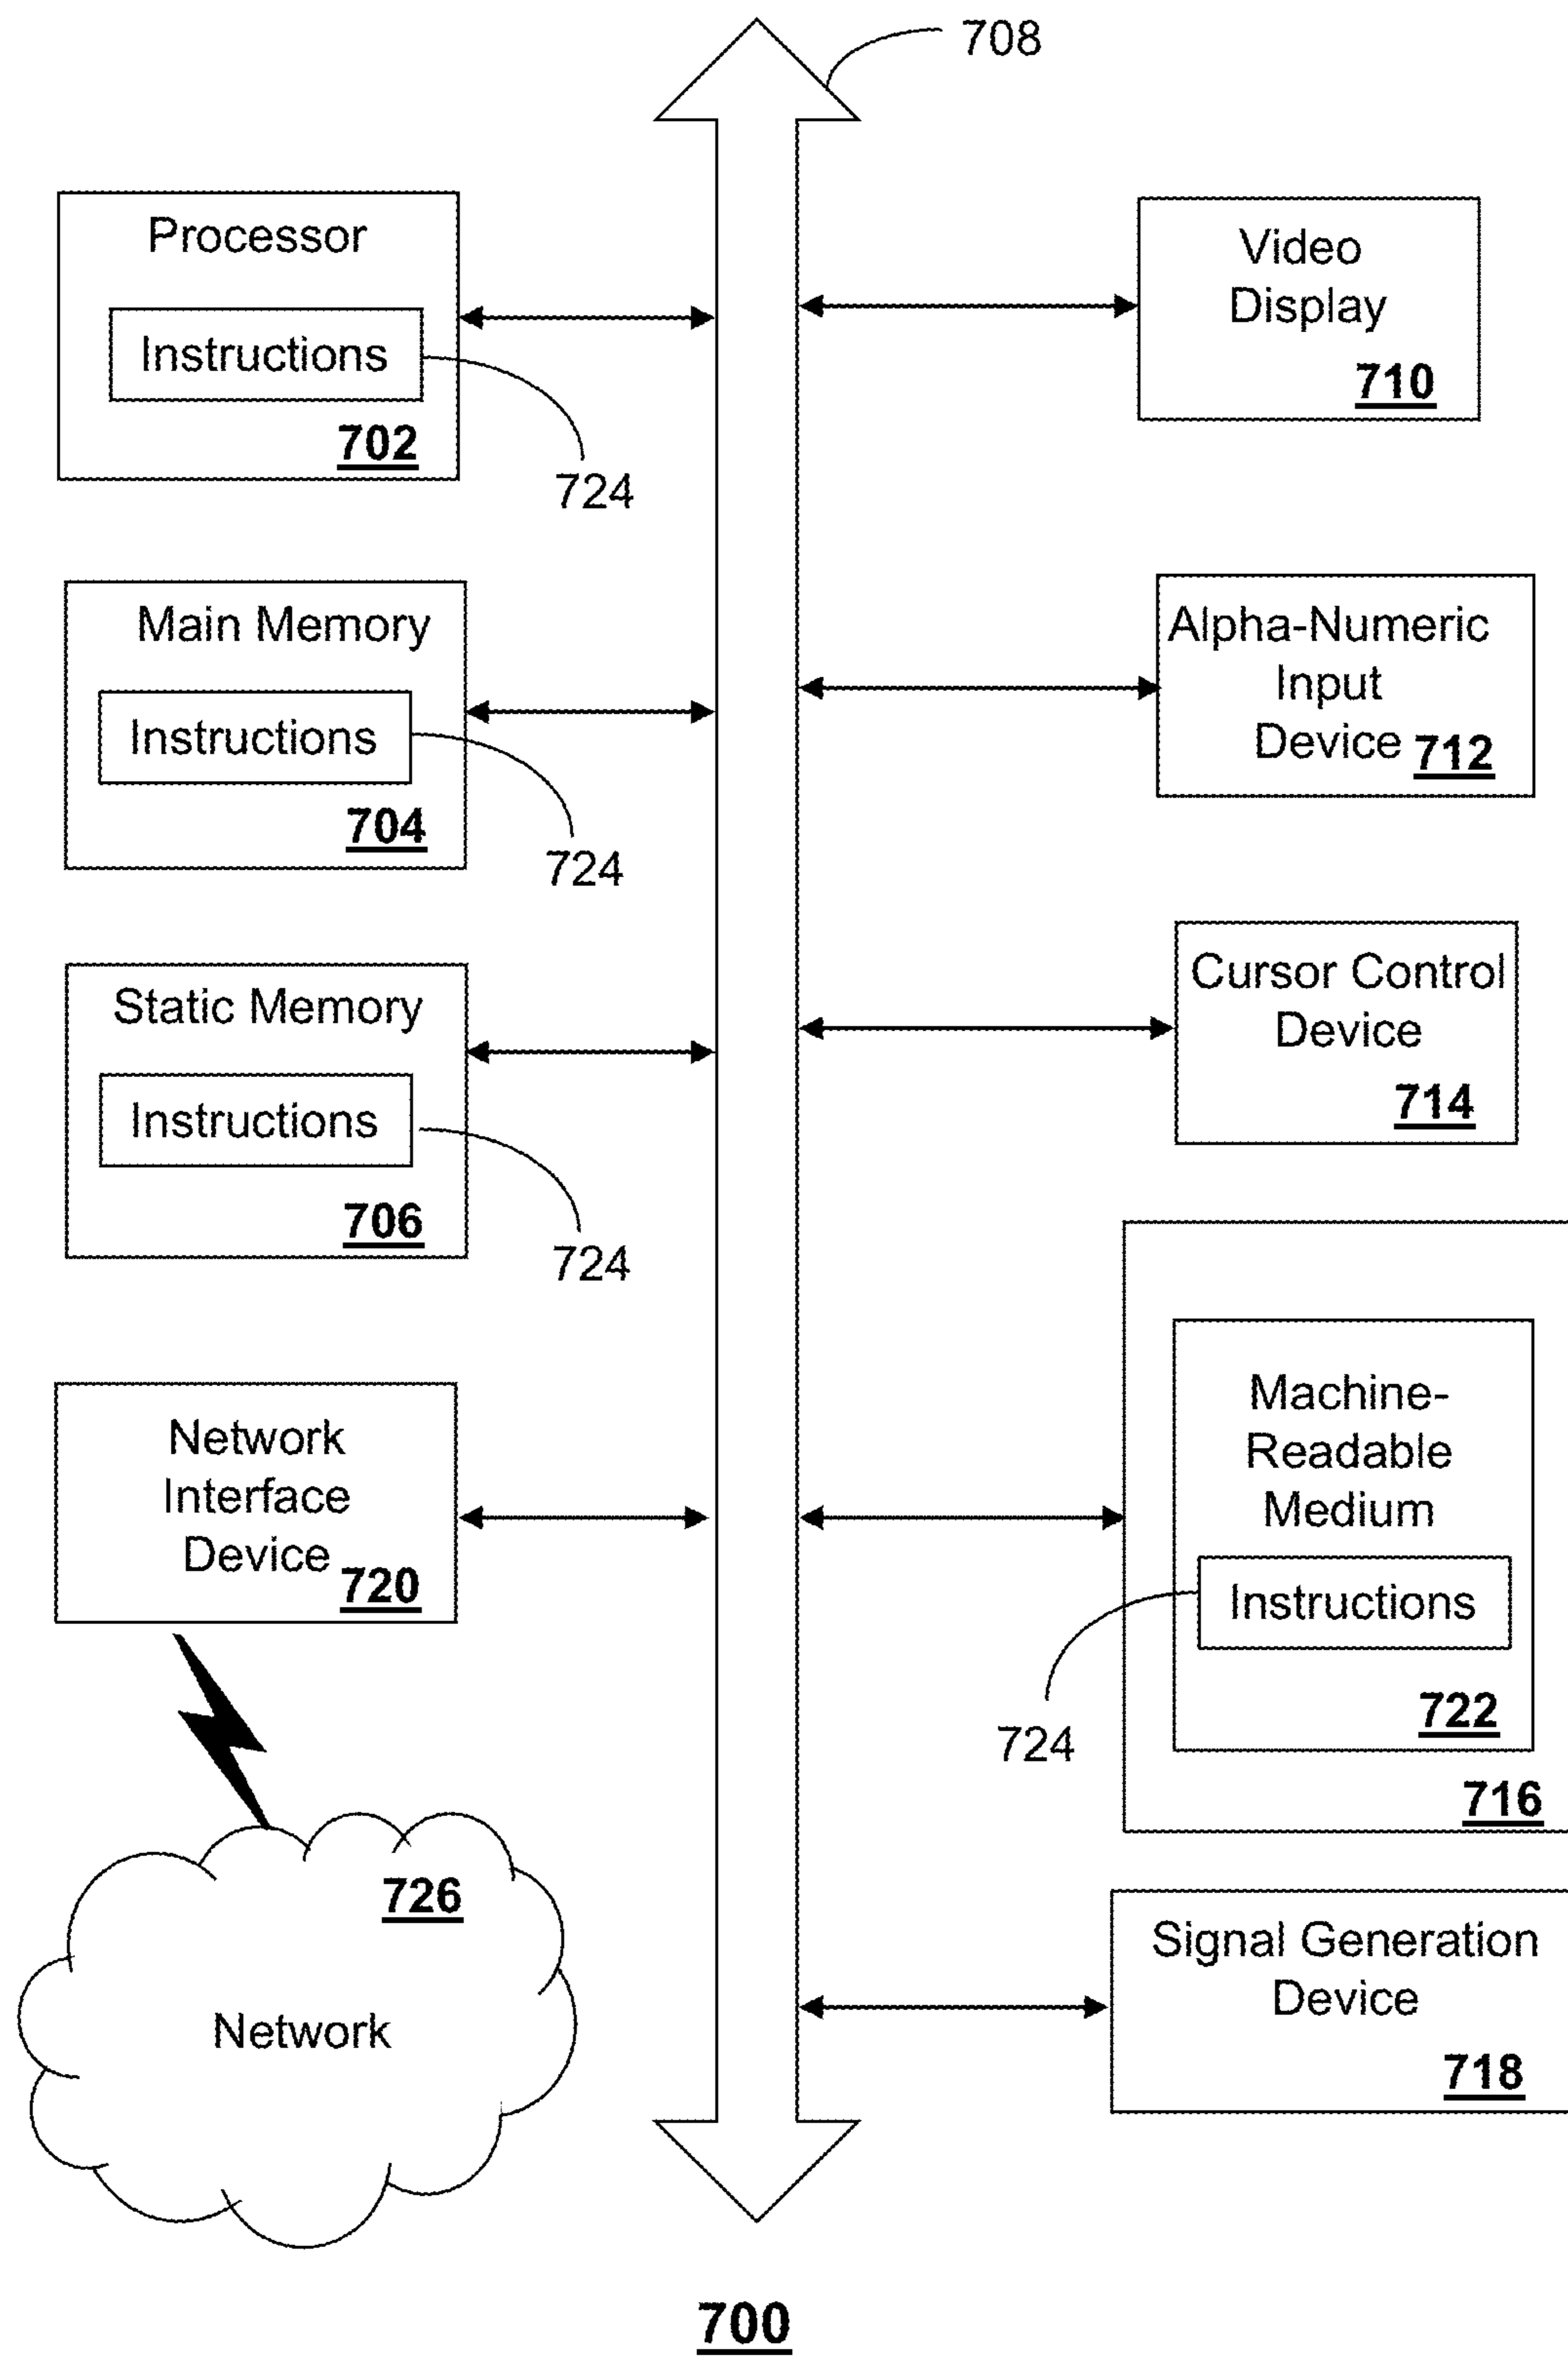 708
Processor
Instructions
702
724
Main Memory
Instructions
704
724
Static Memory
Instructions
706
724
Network
Interface
Device 720
726
Network
Video
Display
710
Alpha-Numeric
Input
Device 712
Cursor Control
Device
714
Machine-
Readable
Medium
Instructions
724
722
716
Signal Generation
Device
718
700